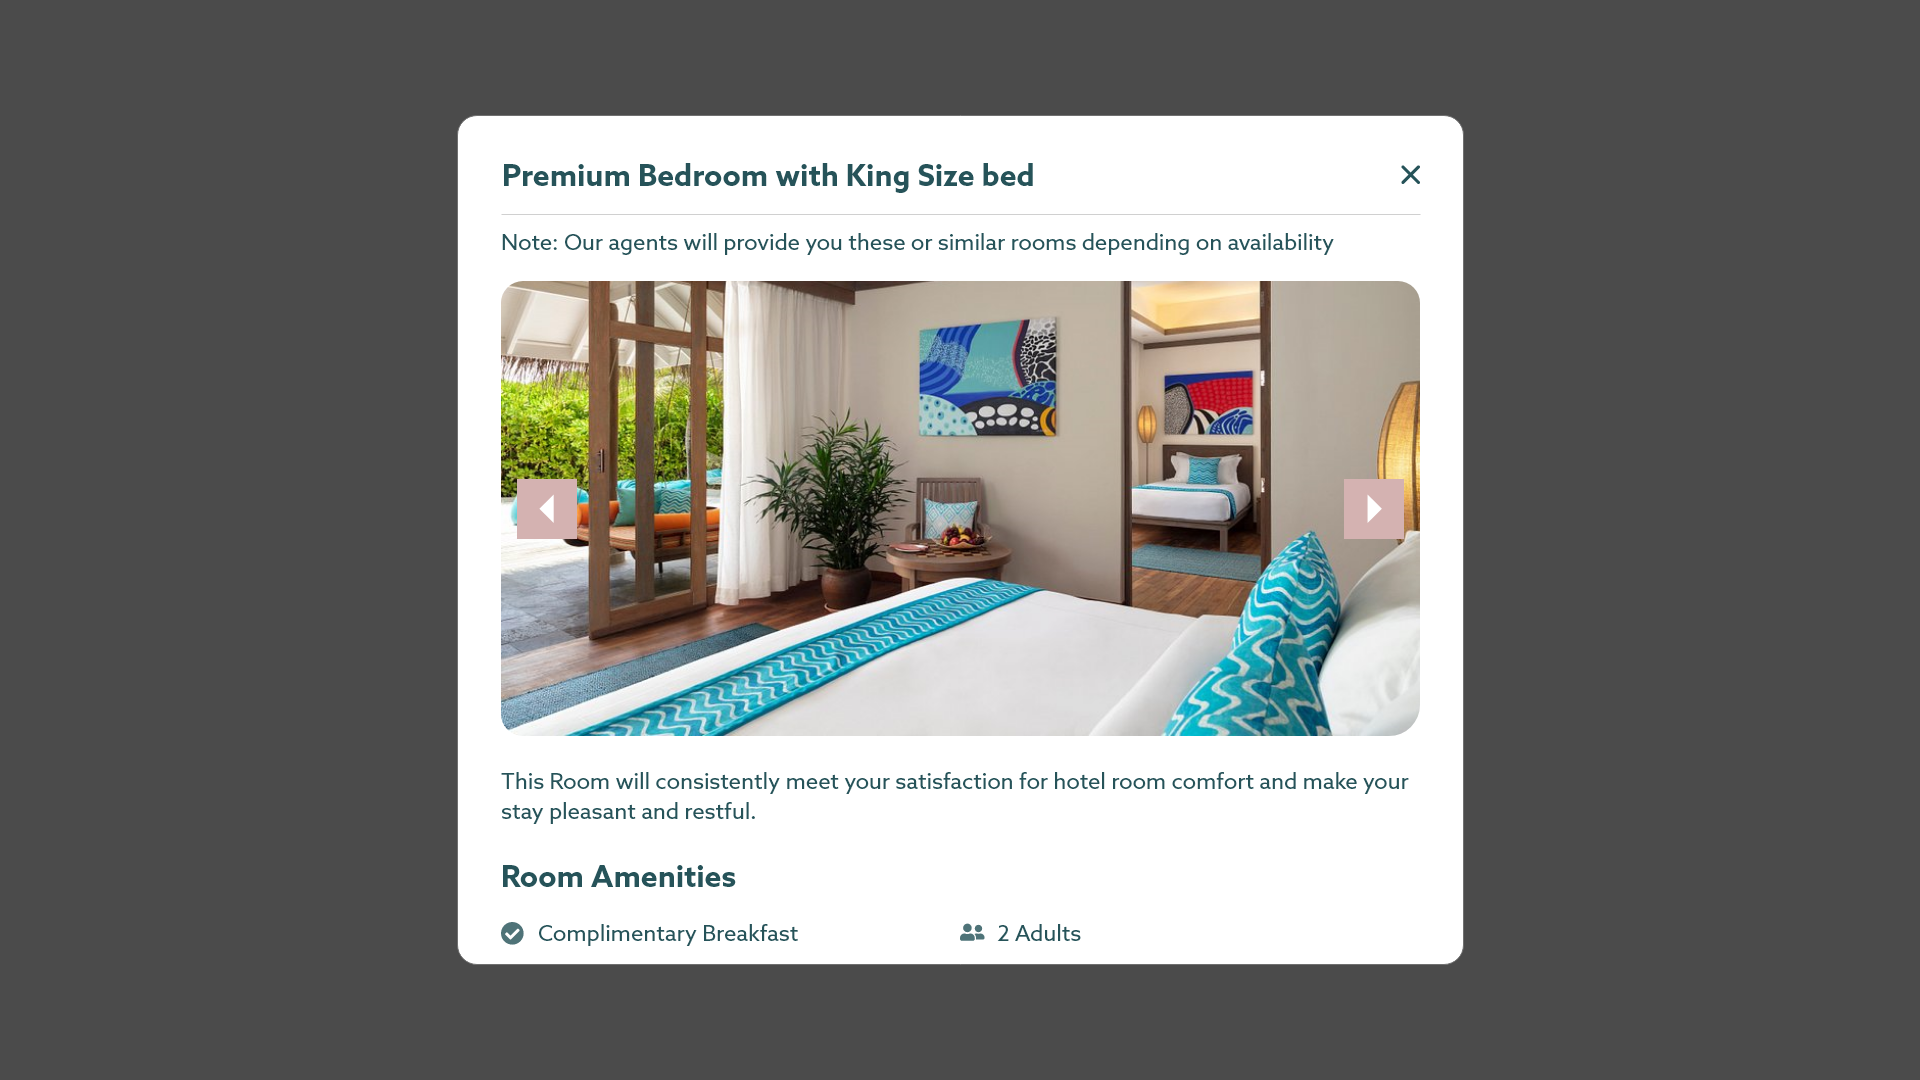 Premium Bedroom with King Size bed
Note: Our agents will provide you these or similar rooms depending on availability
This Room will consistently meet your satisfaction for hotel room comfort and make your
stay pleasant and restful.
Room Amenities
Complimentary Breakfast
2 Adults